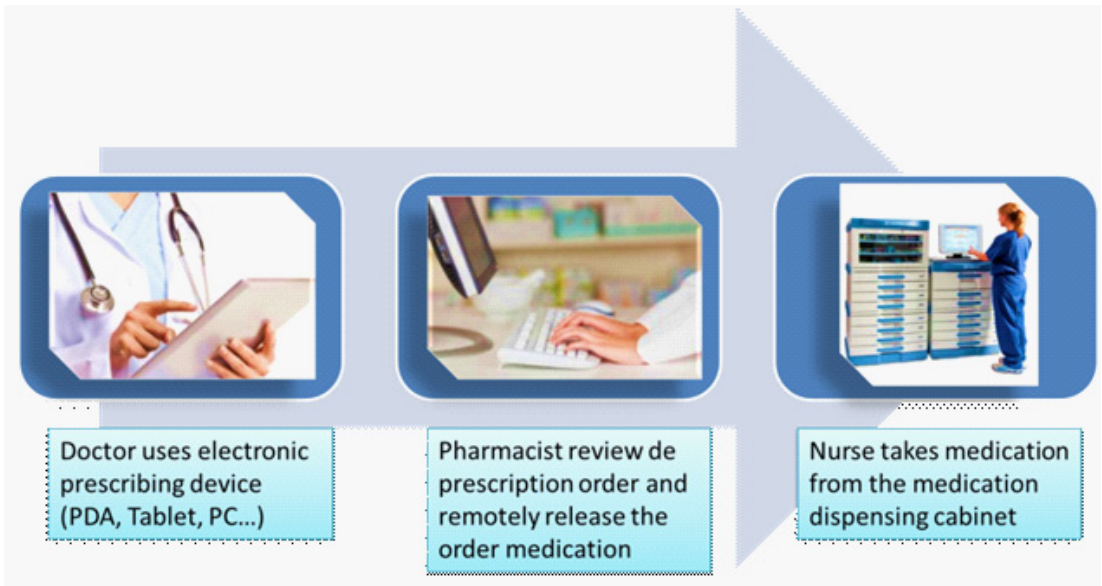 Doctor uses electronic
prescribing device
(PDA, Tablet, PC...)
Pharmacist review de
prescription order and
remotely release the
order medication
Nurse takes medication
from the medication
dispensing cabinet